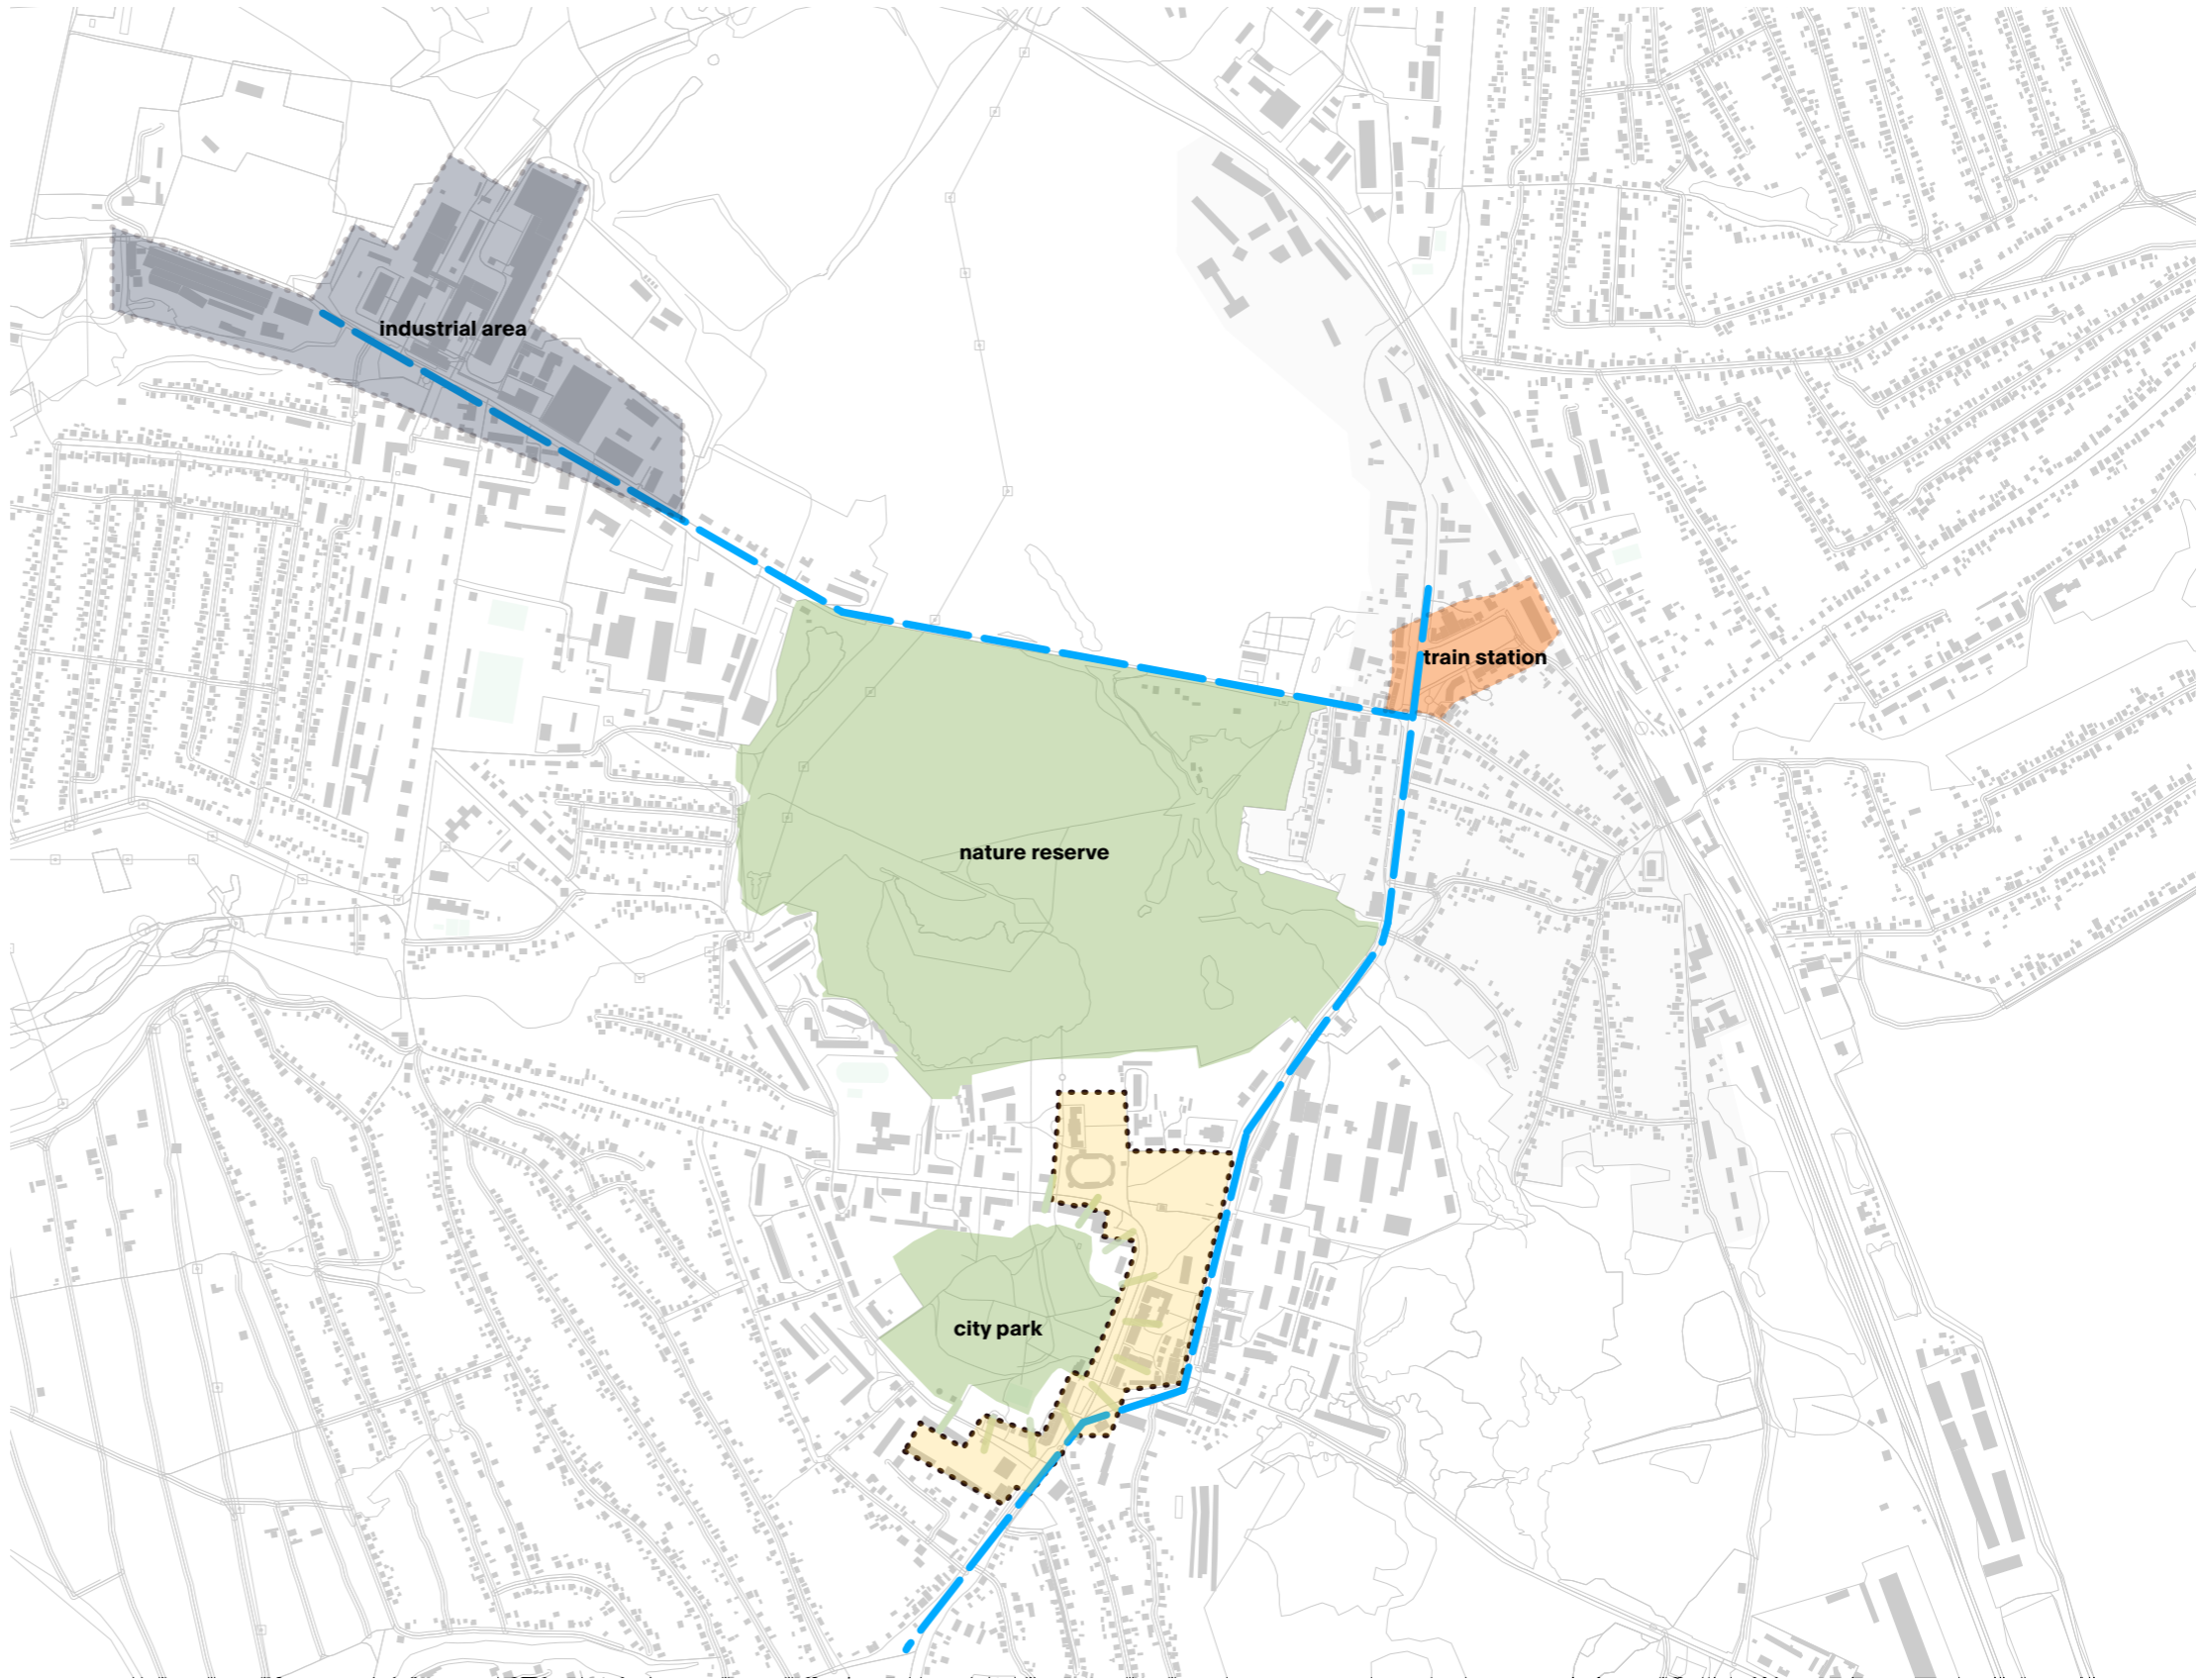 industrial area
train station
nature reserve
city park